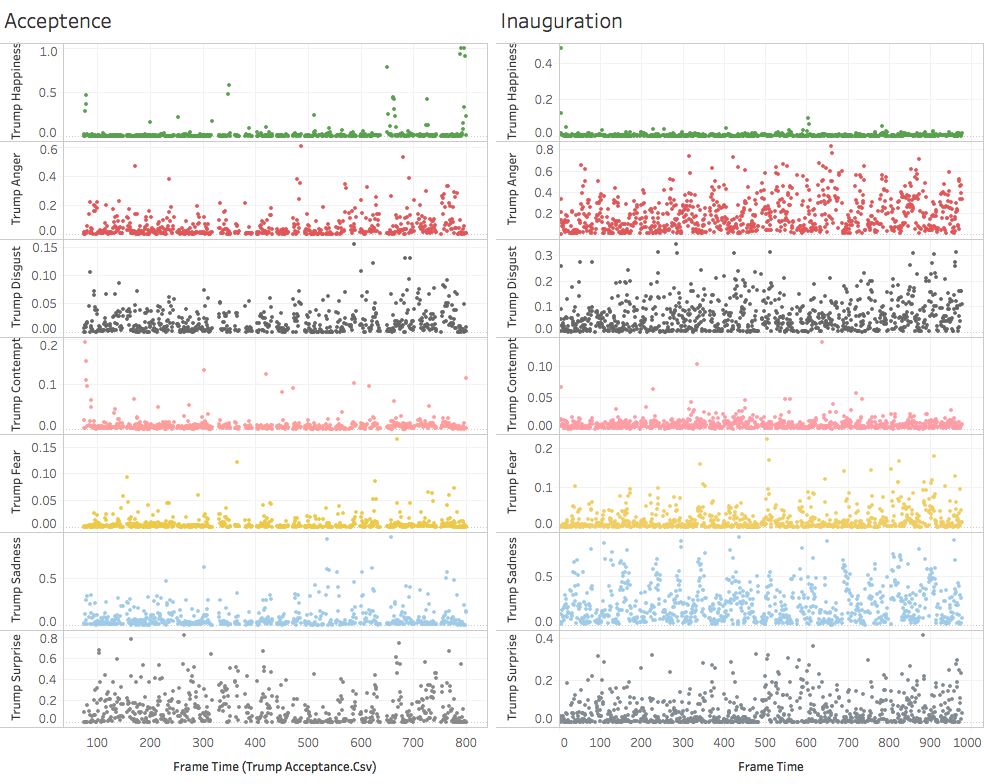 Acceptence
Inauguration
Trump Happiness
1.0
0.5
0.0
Trump Anger
0.6
0.4
0.2
0.0
Trump Disgust
0.15
0.10
0.05
0.00
Trump Contempt
0.2
0.1
0.0
Trump Fear
0.15
0.10
0.05
0.00
Trump Sadness
0.5
0.0
Trump Surprise
0.8
0.6
0.4
0.2
0.0
100 200 300 400 500 600 700 800
Frame Time (Trump Acceptance.Csv)
Trump Happiness
0.4
0.2
0.0
Trump Anger
0.8
0.6
0.4
0.2
Trump Disgust
0.3
0.2
0.1
0.0
Trump Contempt
0.10
0.05
0.00
Trump Fear
0.2
0.1
0.0
Trump Sadness
0.5
0.0
Trump Surprise
0.4
0.2
0.0
0 100 200 300 400 500 600 700 800 900 1000
Frame Time